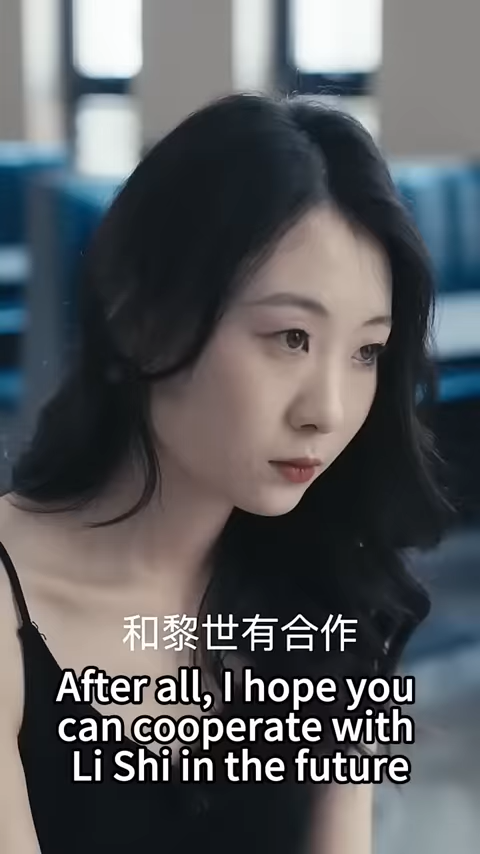 和黎世有合作
After all, I hope you
can cooperate with
Li Shi in the future